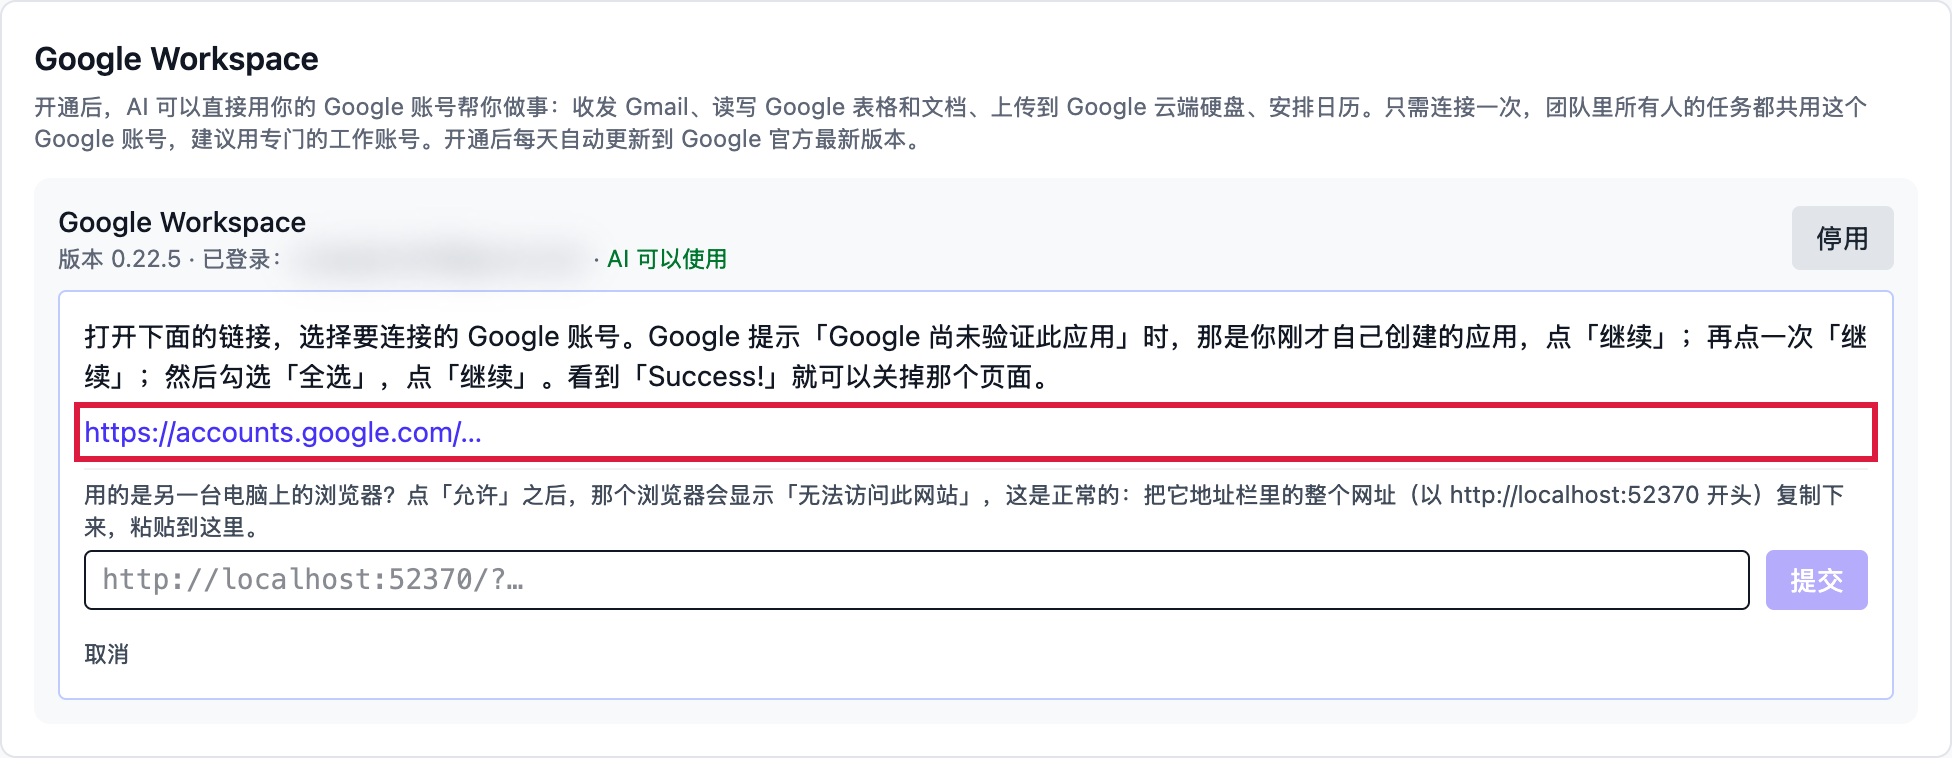 Google Workspace
开通后，AI 可以直接用你的 Google 账号帮你做事：收发 Gmail、读写 Google 表格和文档、上传到 Google 云端硬盘、安排日历。只需连接一次，团队里所有人的任务都共用这个
Google 账号，建议用专门的工作账号。开通后每天自动更新到 Google 官方最新版本。
Google Workspace
停用
版本 0.22.5 · 已登录： · AI 可以使用
打开下面的链接，选择要连接的 Google 账号。Google 提示「Google 尚未验证此应用」时，那是你刚才自己创建的应用，点「继续」；再点一次「继
续」；然后勾选「全选」，点「继续」。看到「Success!」就可以关掉那个页面。
https://accounts.google.com/...
用的是另一台电脑上的浏览器？点「允许」之后，那个浏览器会显示「无法访问此网站」，这是正常的：把它地址栏里的整个网址（以 http://localhost:52370 开头）复制下
来，粘贴到这里。
http://localhost:52370/?…
提交
取消